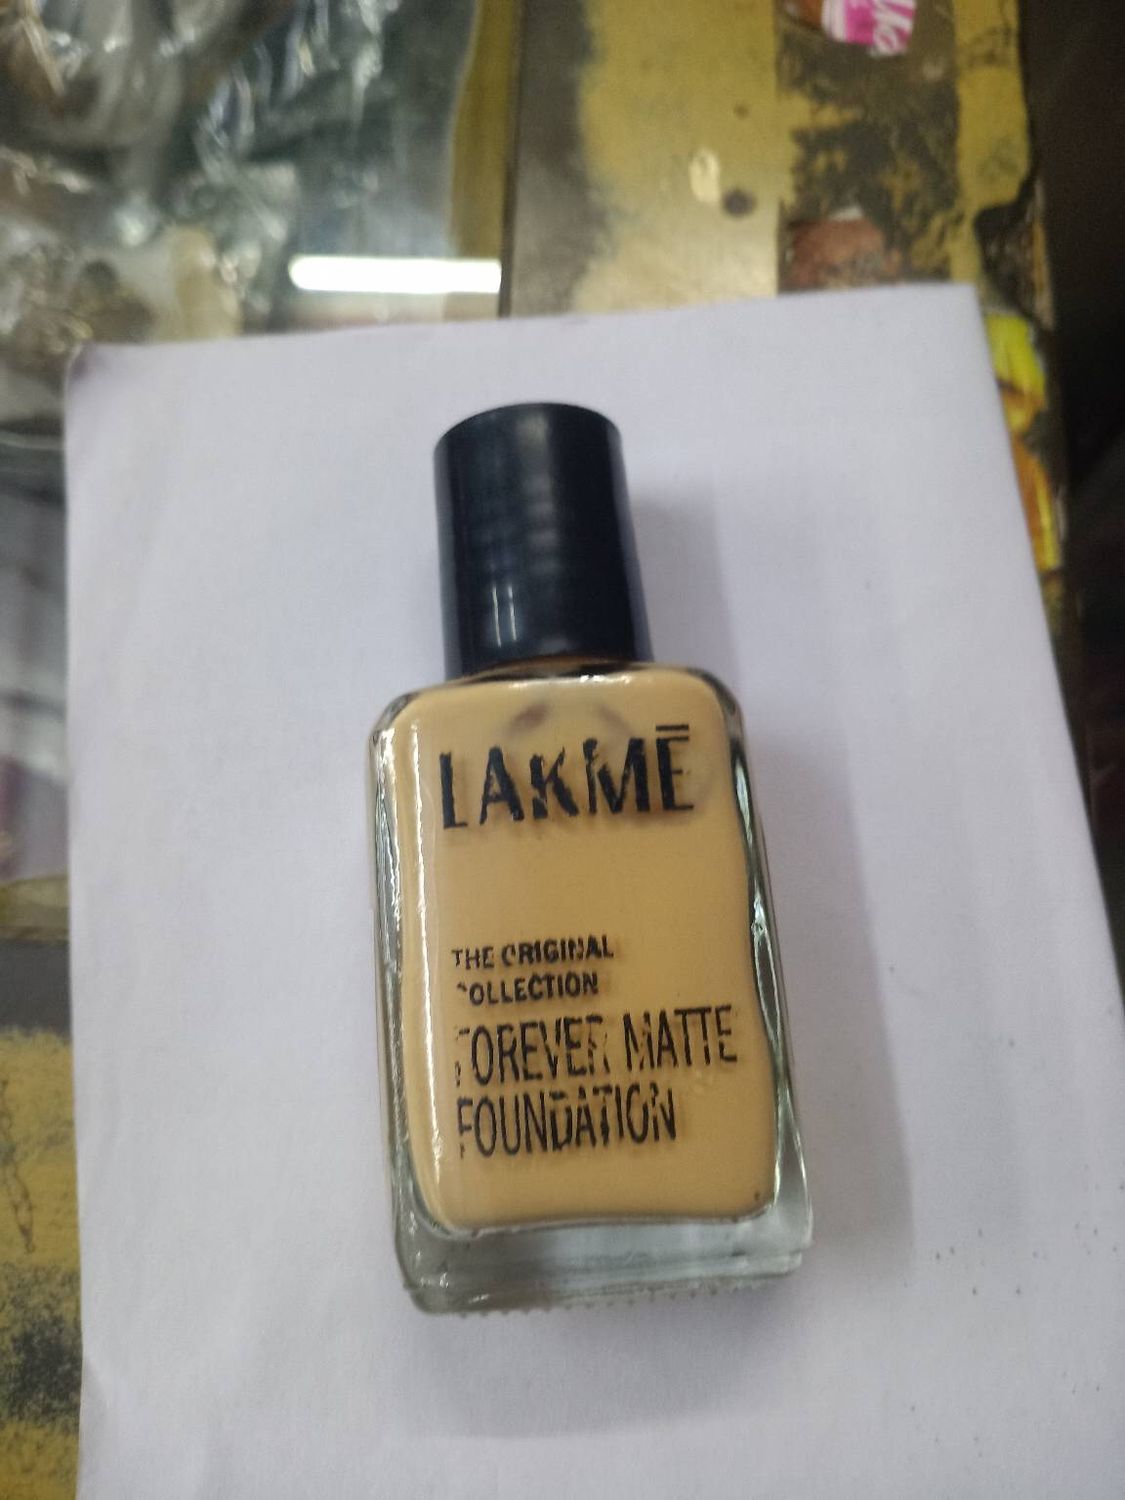 LAKMĒ
THE ORIGINAL
COLLECTION
FOREVER MATTE
FOUNDATION